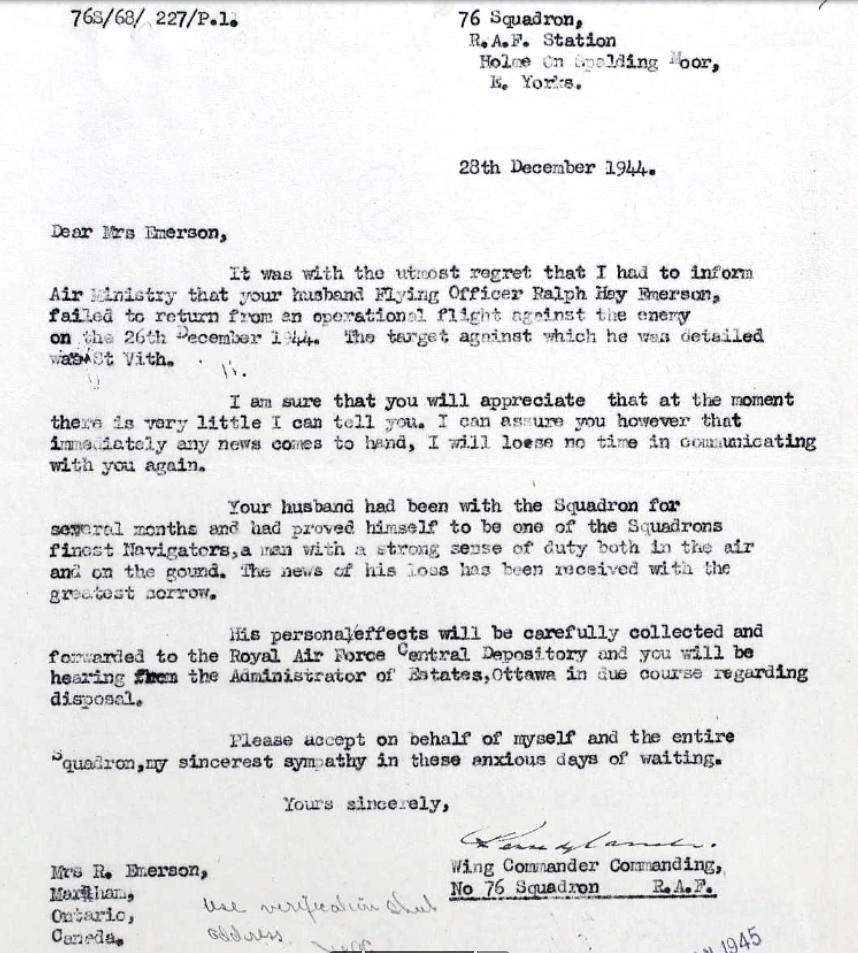 76S/68/ 227/P.1.
76 Squadron,
R.A.F. Station
Holme On Spalding Moor,
E. Yorks.
28th December 1944.
Dear Mrs Emerson,
It was with the utmost regret that I had to inform
Air Ministry that your husband Flying Officer Ralph Hay Emerson,
failed to return from an operational flight against the enemy
on the 26th December 1944. The target against which he was detailed
was St Vith.
I am sure that you will appreciate that at the moment
there is very little I can tell you. I can assure you however that
immediately any news comes to hand, I will loose no time in communicating
with you again.
Your husband had been with the Squadron for
several months and had proved himself to be one of the Squadrons
finest Navigators,a man with a strong sense of duty both in the air
and on the gound. The news of his loss has been received with the
greatest sorrow.
His personal/effects will be carefully collected and
forwarded to the Royal Air Force Central Depository and you will be
hearing from the Administrator of Estates,Ottawa in due course regarding
disposal.
Please accept on behalf of myself and the entire
Squadron,my sincerest sympathy in these anxious days of waiting.
Yours sincerely,
Wing Commander Commanding,
No 76 Squadron R.A.F.
Mrs R. Emerson,
Markham,
Ontario,
Canada.
Use verification
address
1945